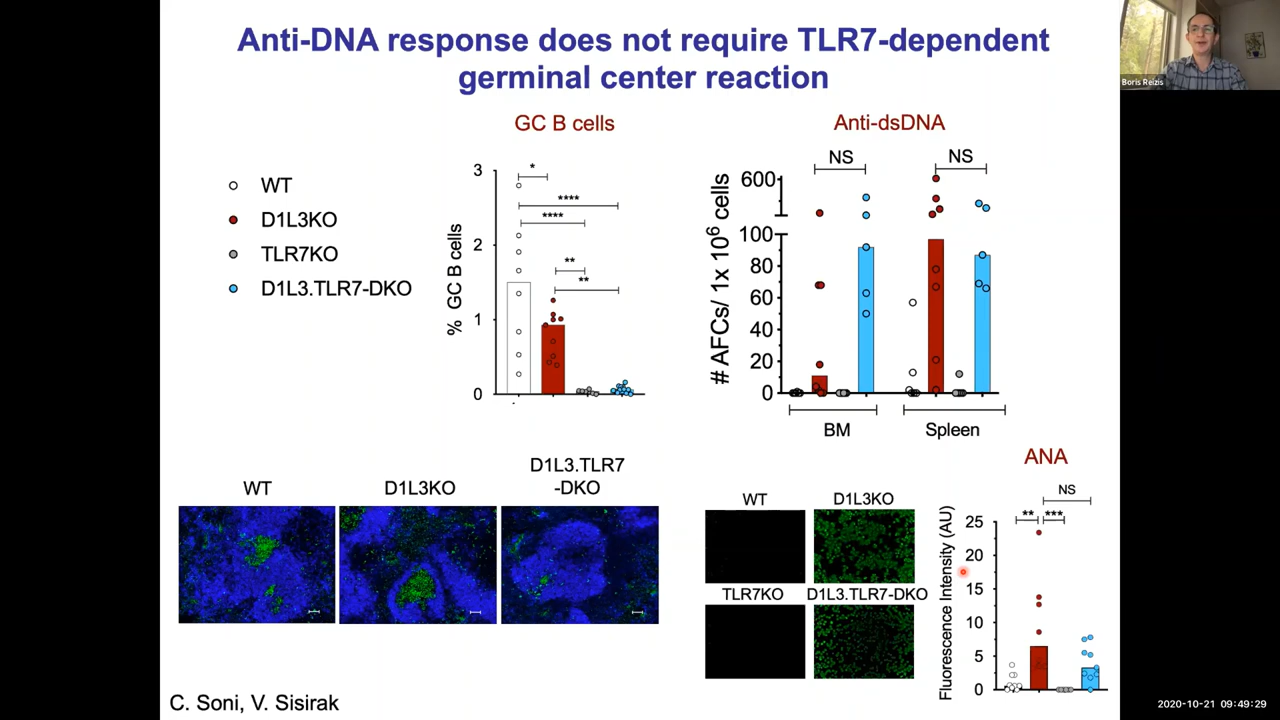 Anti-DNA response does not require TLR7-dependent
germinal center reaction
Boris Reizis
WT
D1L3KO
TLR7KO
D1L3.TLR7-DKO
GC B cells
% GC B cells
3
2
1
0
*
****
****
**
**
Anti-dsDNA
# AFCs/ 1x 10⁶ cells
600
100
80
60
40
20
0
NS
NS
BM
Spleen
WT
D1L3KO
D1L3.TLR7
-DKO
WT
D1L3KO
TLR7KO
D1L3.TLR7-DKO
ANA
Fluorescence Intensity (AU)
25
20
15
10
5
0
NS
**
***
C. Soni, V. Sisirak
2020-10-21 09:49:29